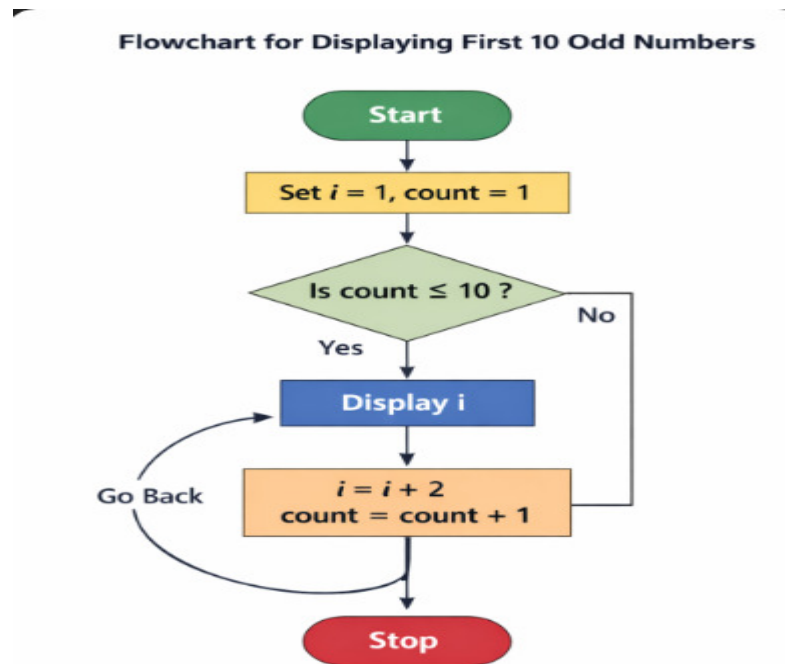 Flowchart for Displaying First 10 Odd Numbers
Start
Set i = 1, count = 1
Is count ≤ 10 ?
No
Yes
Display i
Go Back
i = i + 2
count = count + 1
Stop